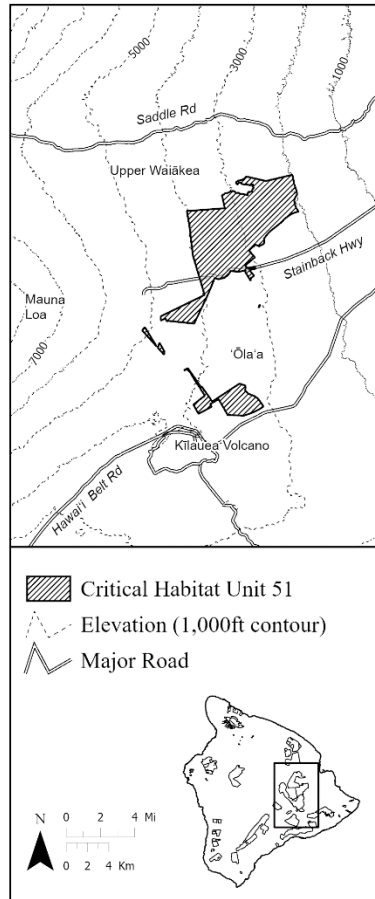 5000
3000
1000
Saddle Rd
Upper Waiākea
Stainback Hwy
Mauna
Loa
7000
ʻŌlaʻa
Kīlauea Volcano
Hawaiʻi Belt Rd
Critical Habitat Unit 51
Elevation (1,000ft contour)
Major Road
N
0 2 4 Mi
0 2 4 Km